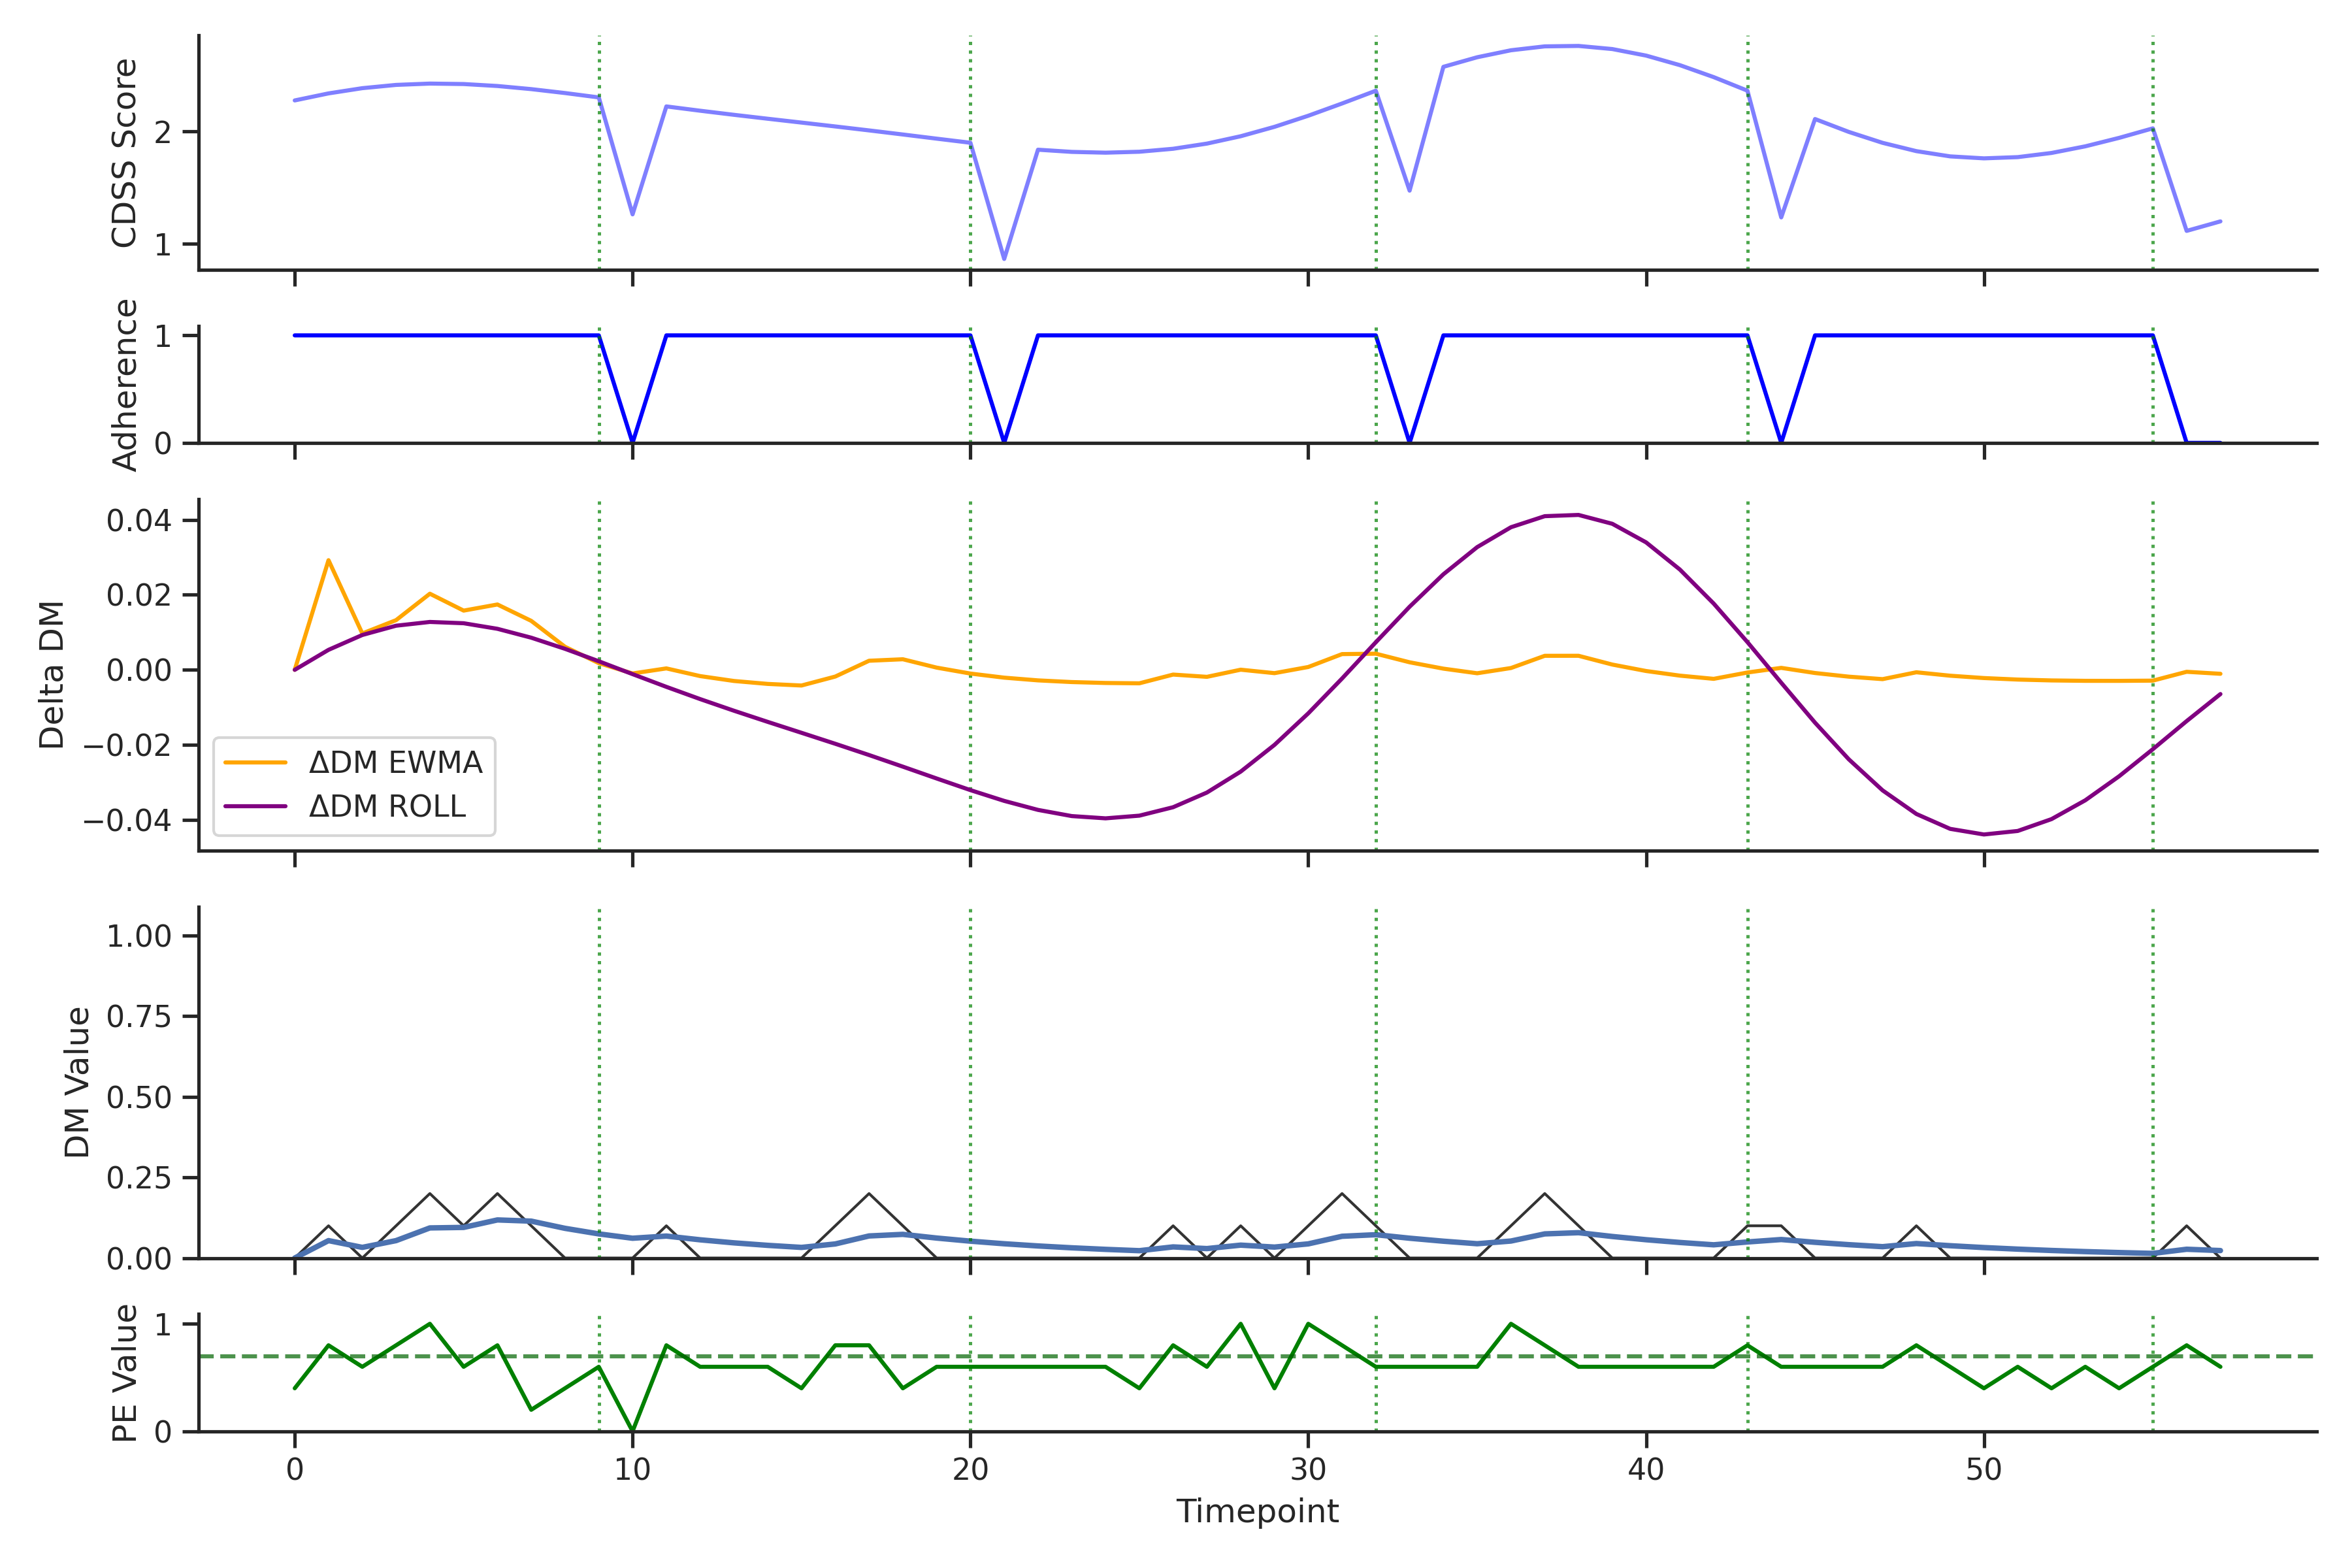 CDSS Score
2
1
Adherence
1
0
Delta DM
0.04
0.02
0.00
−0.02
−0.04
ΔDM EWMA
ΔDM ROLL
DM Value
1.00
0.75
0.50
0.25
0.00
PE Value
1
0
0 10 20 30 40 50
Timepoint